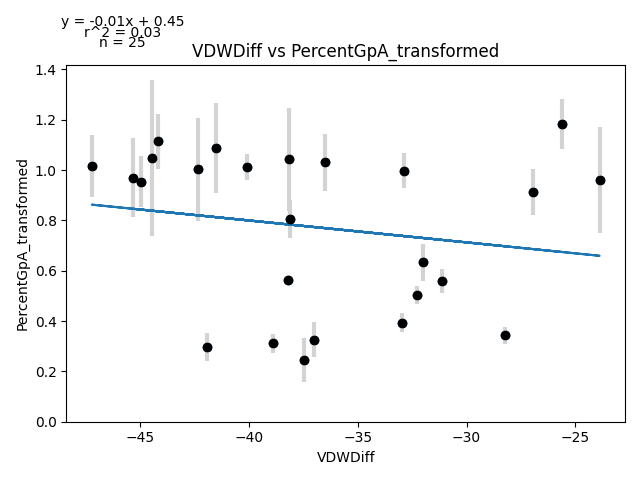 y = -0.01x + 0.45
r^2 = 0.03
n = 25
VDWDiff vs PercentGpA_transformed
PercentGpA_transformed
1.4
1.2
1.0
0.8
0.6
0.4
0.2
0.0
−45
−40
−35
−30
−25
VDWDiff